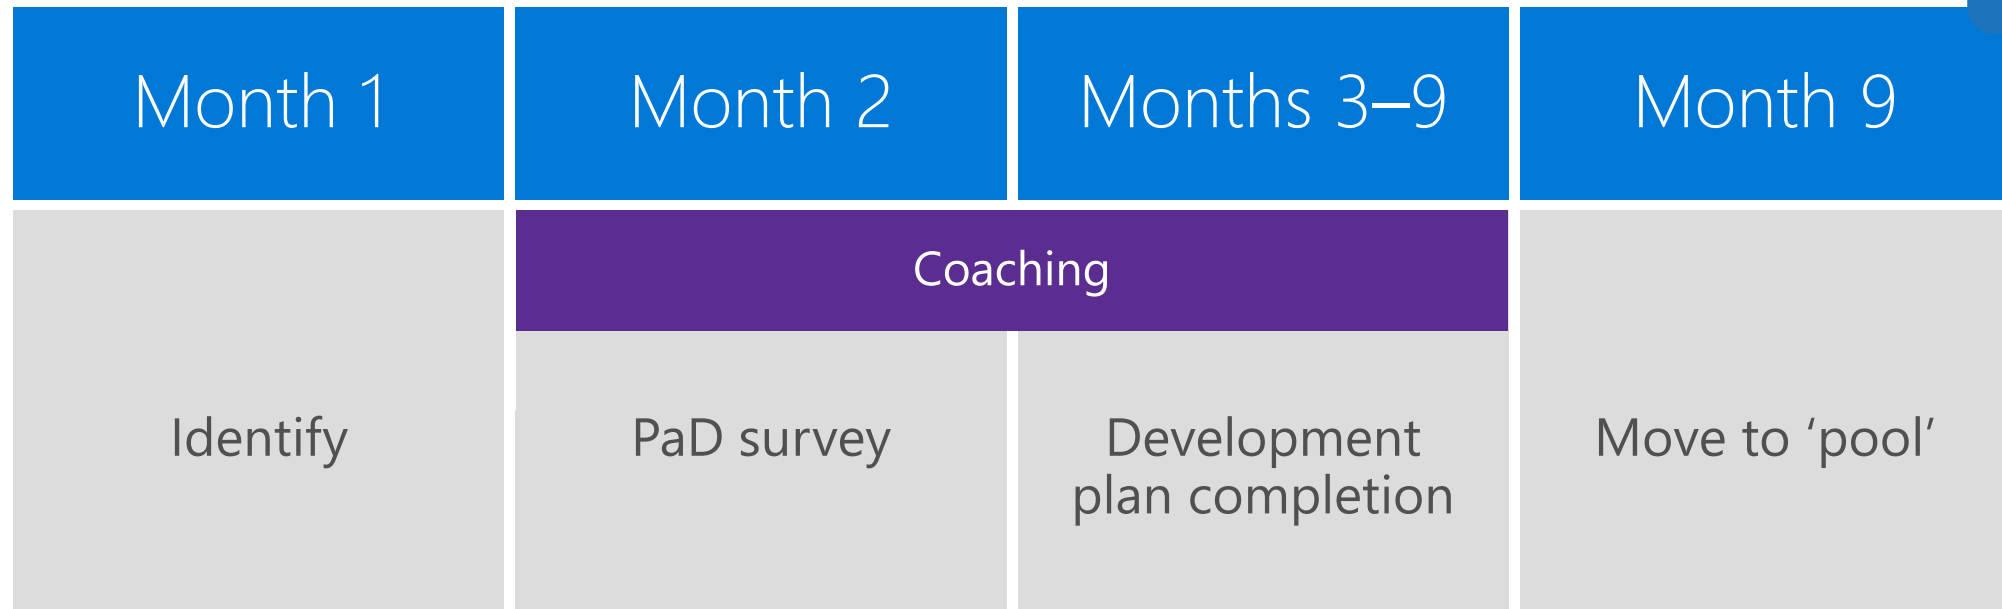 Month 1
Month 2
Months 3–9
Month 9
Coaching
Identify
PaD survey
Development
plan completion
Move to ‘pool’